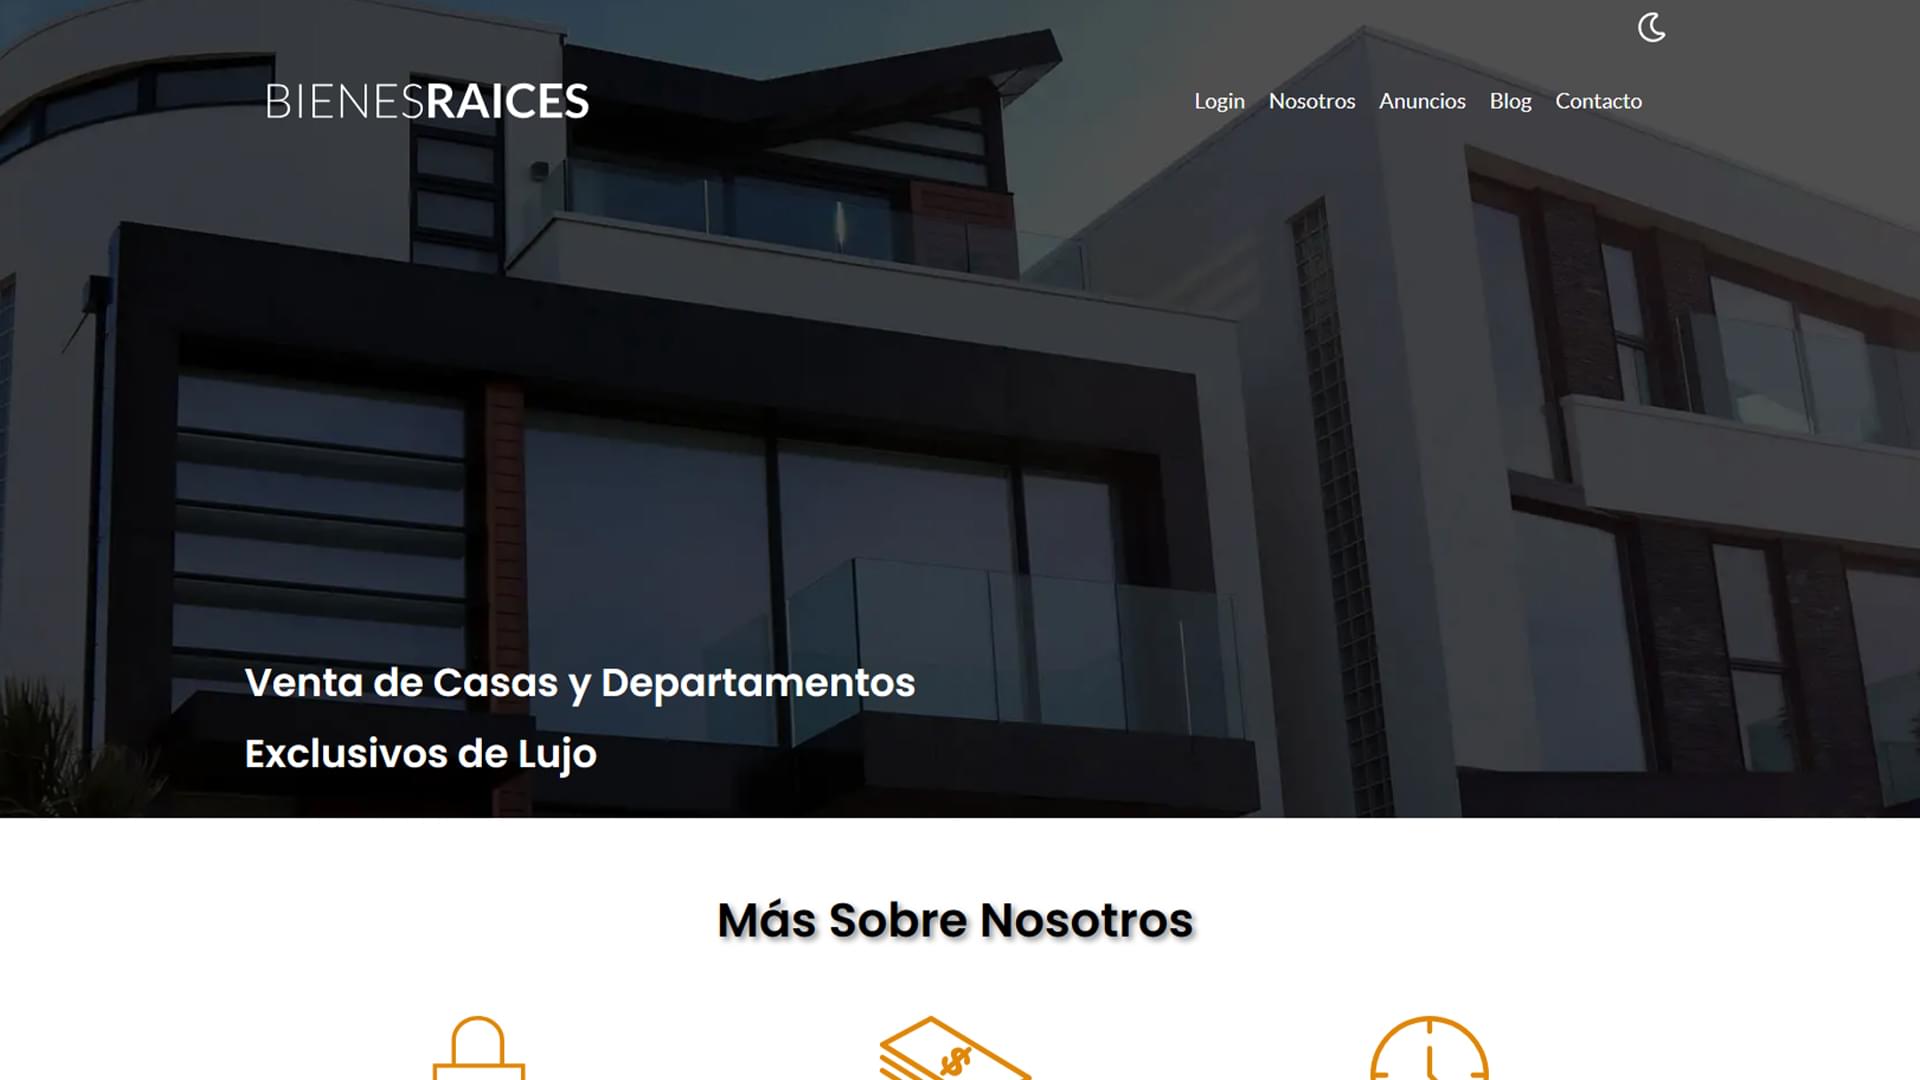 BIENESRAICES
Login Nosotros Anuncios Blog Contacto
Venta de Casas y Departamentos
Exclusivos de Lujo
Más Sobre Nosotros
$